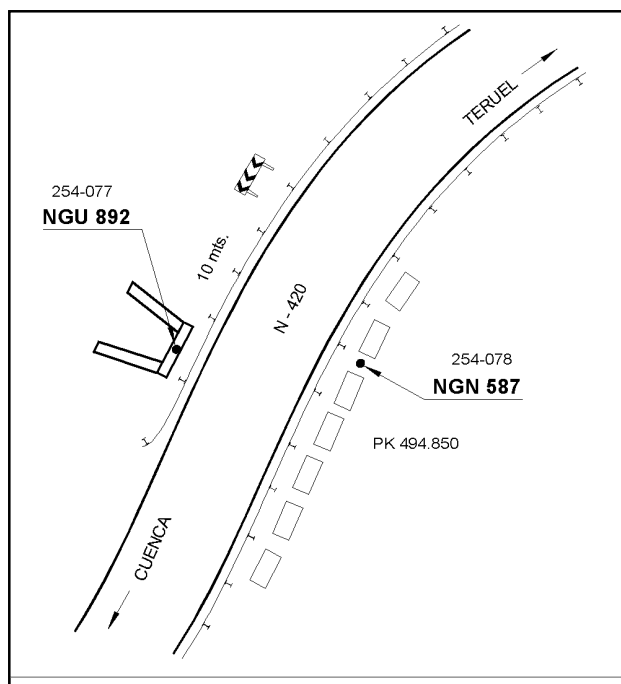 TERUEL
254-077
NGU 892
10 mts.
N - 420
254-078
NGN 587
PK 494.850
CUENCA